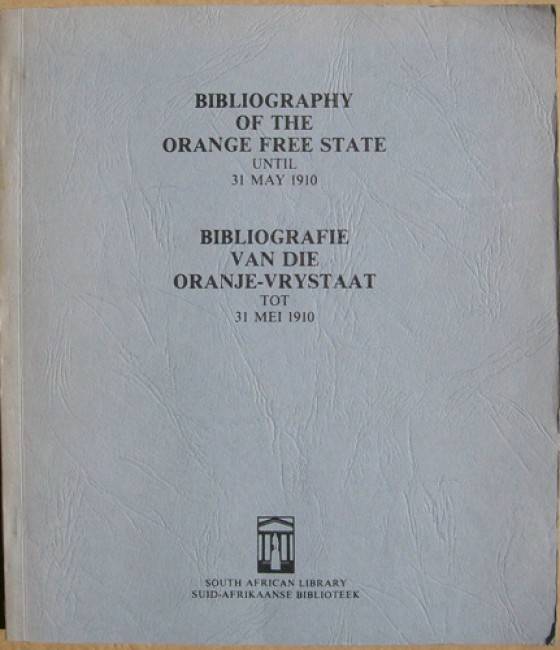 BIBLIOGRAPHY
OF THE
ORANGE FREE STATE
UNTIL
31 MAY 1910
BIBLIOGRAFIE
VAN DIE
ORANJE-VRYSTAAT
TOT
31 MEI 1910
SOUTH AFRICAN LIBRARY
SUID-AFRIKAANSE BIBLIOTEEK